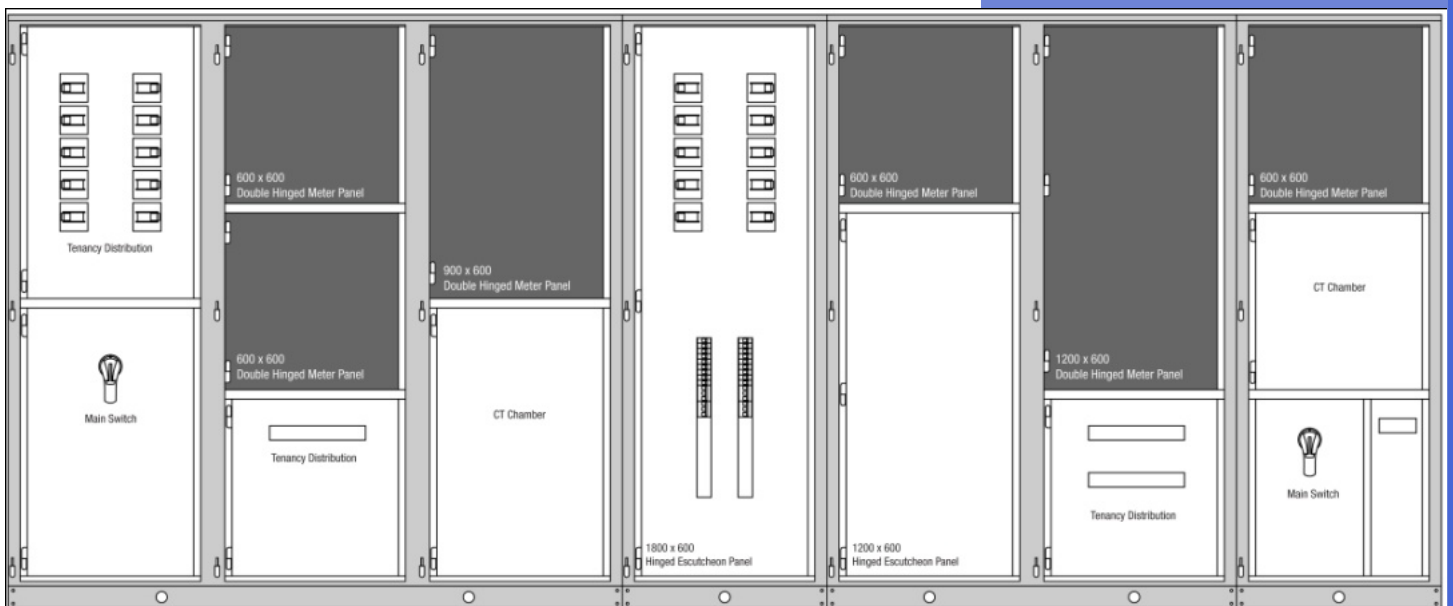 Tenancy Distribution
Main Switch
600 x 600
Double Hinged Meter Panel
600 x 600
Double Hinged Meter Panel
Tenancy Distribution
900 x 600
Double Hinged Meter Panel
CT Chamber
1800 x 600
Hinged Escutcheon Panel
600 x 600
Double Hinged Meter Panel
1200 x 600
Hinged Escutcheon Panel
1200 x 600
Double Hinged Meter Panel
Tenancy Distribution
600 x 600
Double Hinged Meter Panel
CT Chamber
Main Switch